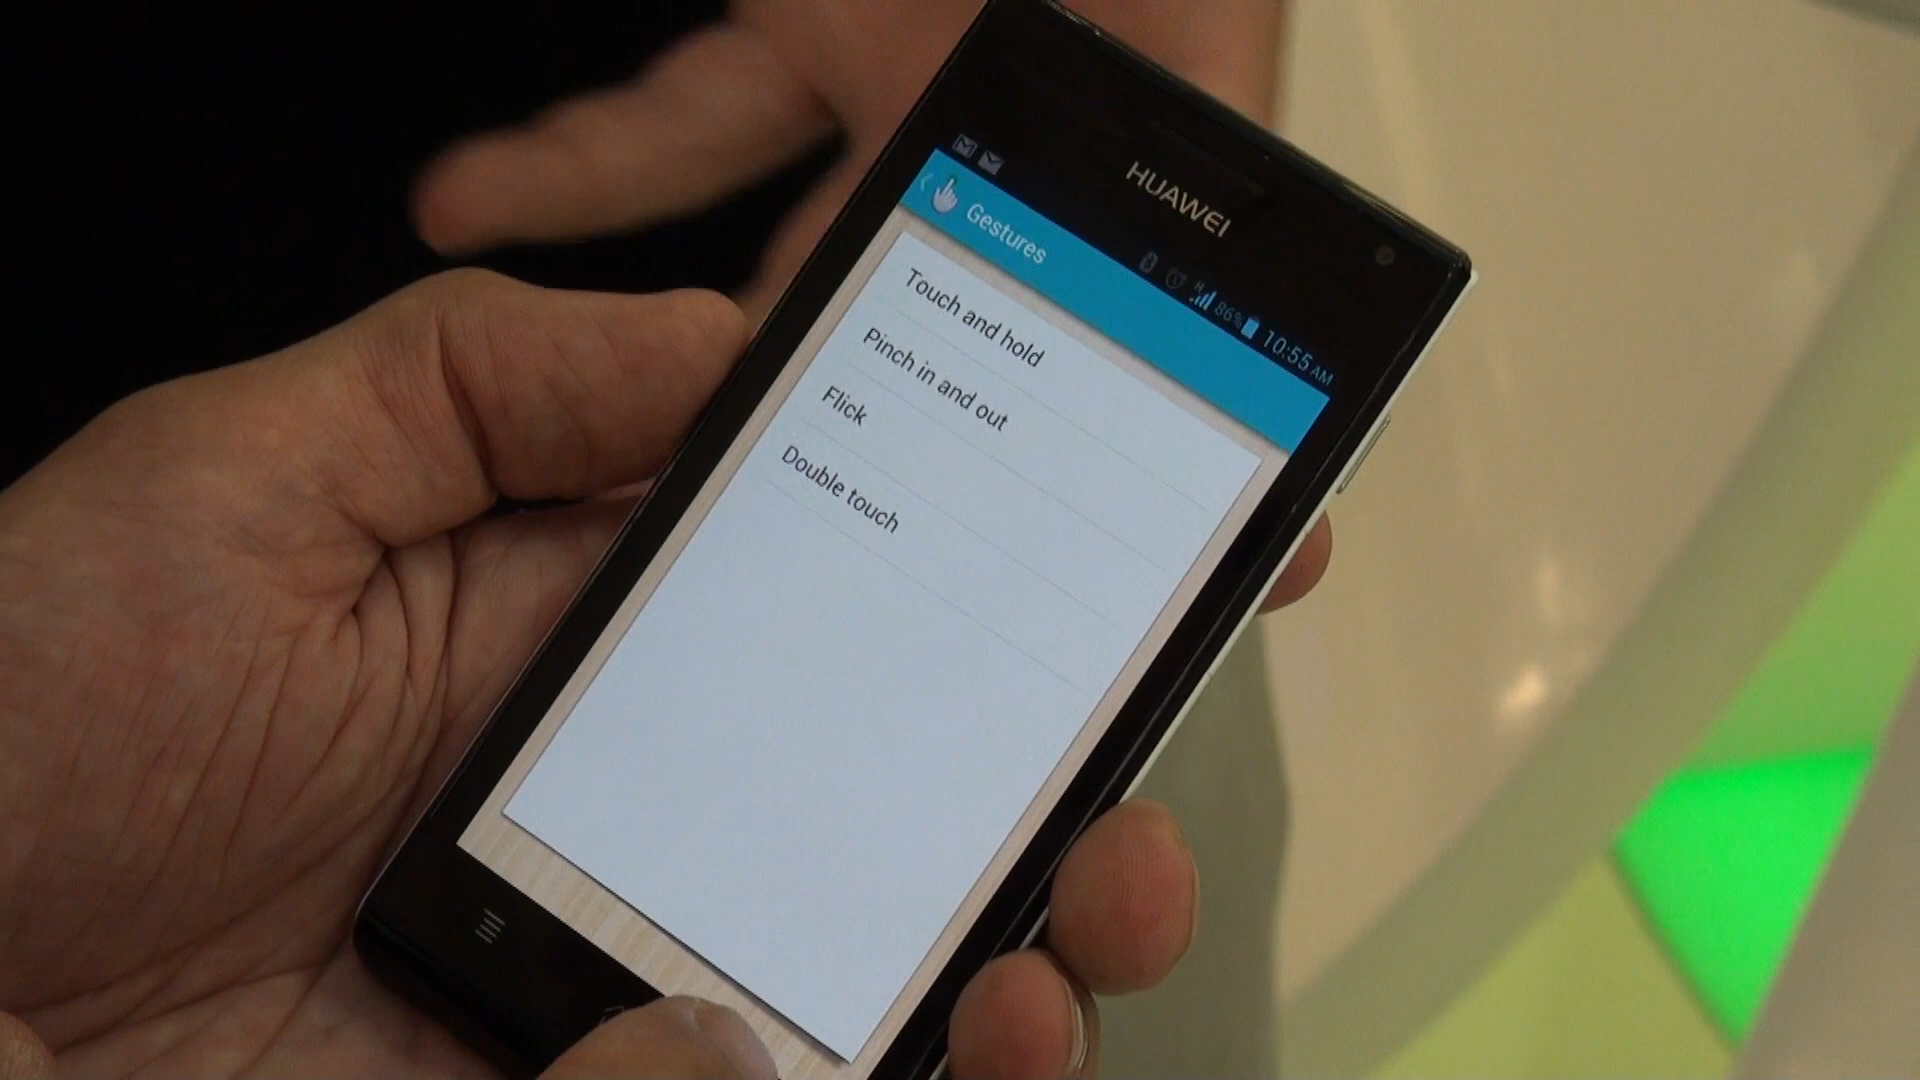 HUAWEI
H 86% 10:55 AM
Gestures
Touch and hold
Pinch in and out
Flick
Double touch